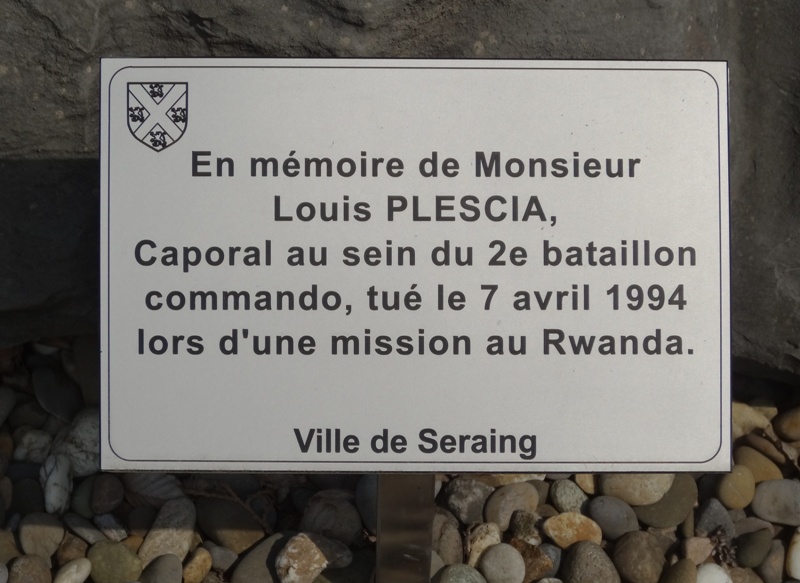 En mémoire de Monsieur
Louis PLESCIA,
Caporal au sein du 2e bataillon
commando, tué le 7 avril 1994
lors d'une mission au Rwanda.
Ville de Seraing